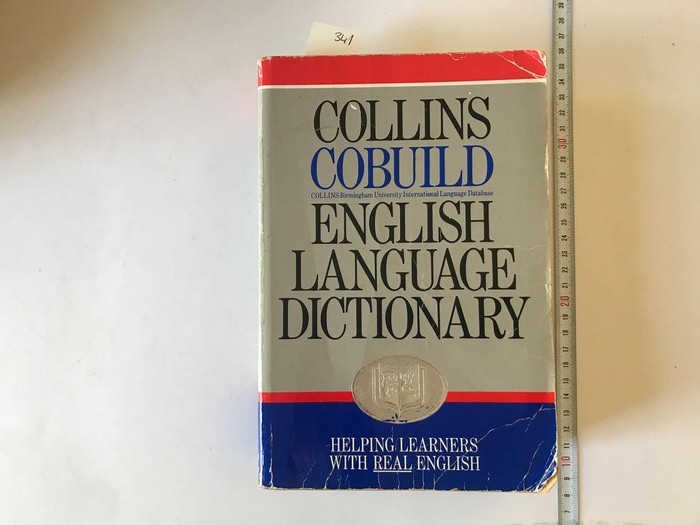 341
COLLINS
COBUILD
COLLINS Birmingham University International Language Database
ENGLISH
LANGUAGE
DICTIONARY
HELPING LEARNERS
WITH REAL ENGLISH